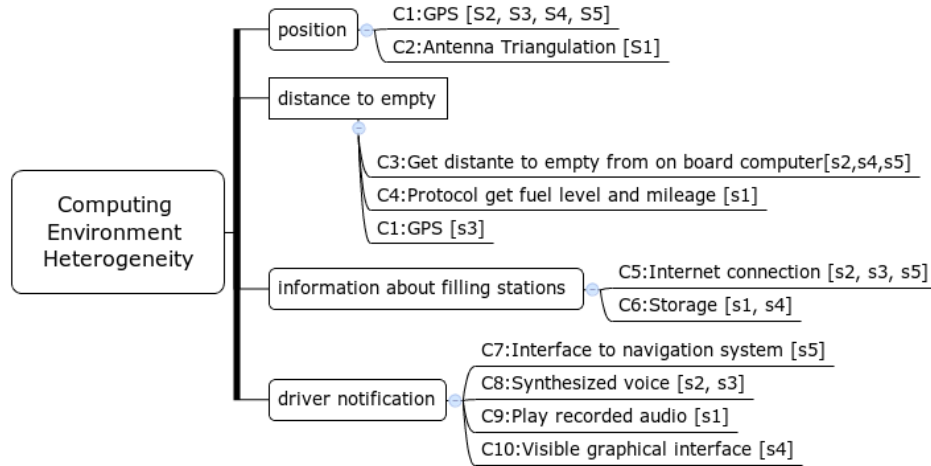 Computing
Environment
Heterogeneity
position
C1:GPS [S2, S3, S4, S5]
C2:Antenna Triangulation [S1]
distance to empty
C3:Get distante to empty from on board computer[s2,s4,s5]
C4:Protocol get fuel level and mileage [s1]
C1:GPS [s3]
information about filling stations
C5:Internet connection [s2, s3, s5]
C6:Storage [s1, s4]
driver notification
C7:Interface to navigation system [s5]
C8:Synthesized voice [s2, s3]
C9:Play recorded audio [s1]
C10:Visible graphical interface [s4]